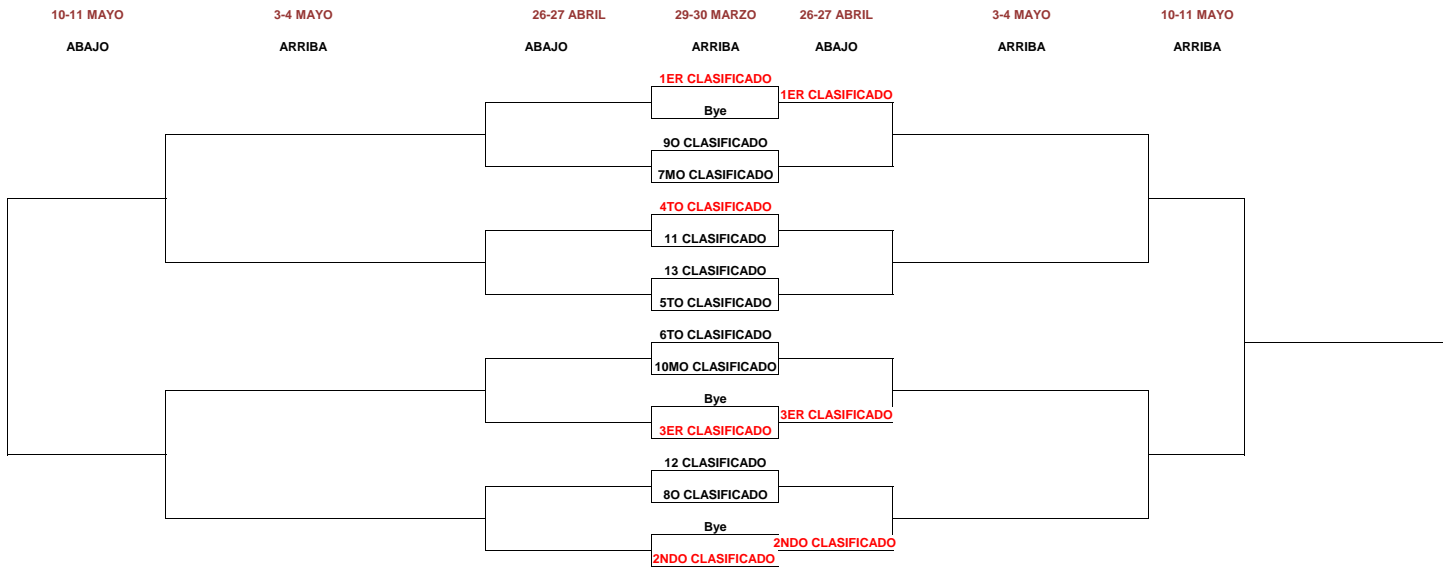 10-11 MAYO 3-4 MAYO 26-27 ABRIL 29-30 MARZO 26-27 ABRIL 3-4 MAYO 10-11 MAYO
ABAJO ARRIBA ABAJO ARRIBA ABAJO ARRIBA ARRIBA
1ER CLASIFICADO
1ER CLASIFICADO
Bye
9O CLASIFICADO
7MO CLASIFICADO
4TO CLASIFICADO
11 CLASIFICADO
13 CLASIFICADO
5TO CLASIFICADO
6TO CLASIFICADO
10MO CLASIFICADO
Bye
3ER CLASIFICADO
3ER CLASIFICADO
12 CLASIFICADO
8O CLASIFICADO
Bye
2NDO CLASIFICADO
2NDO CLASIFICADO